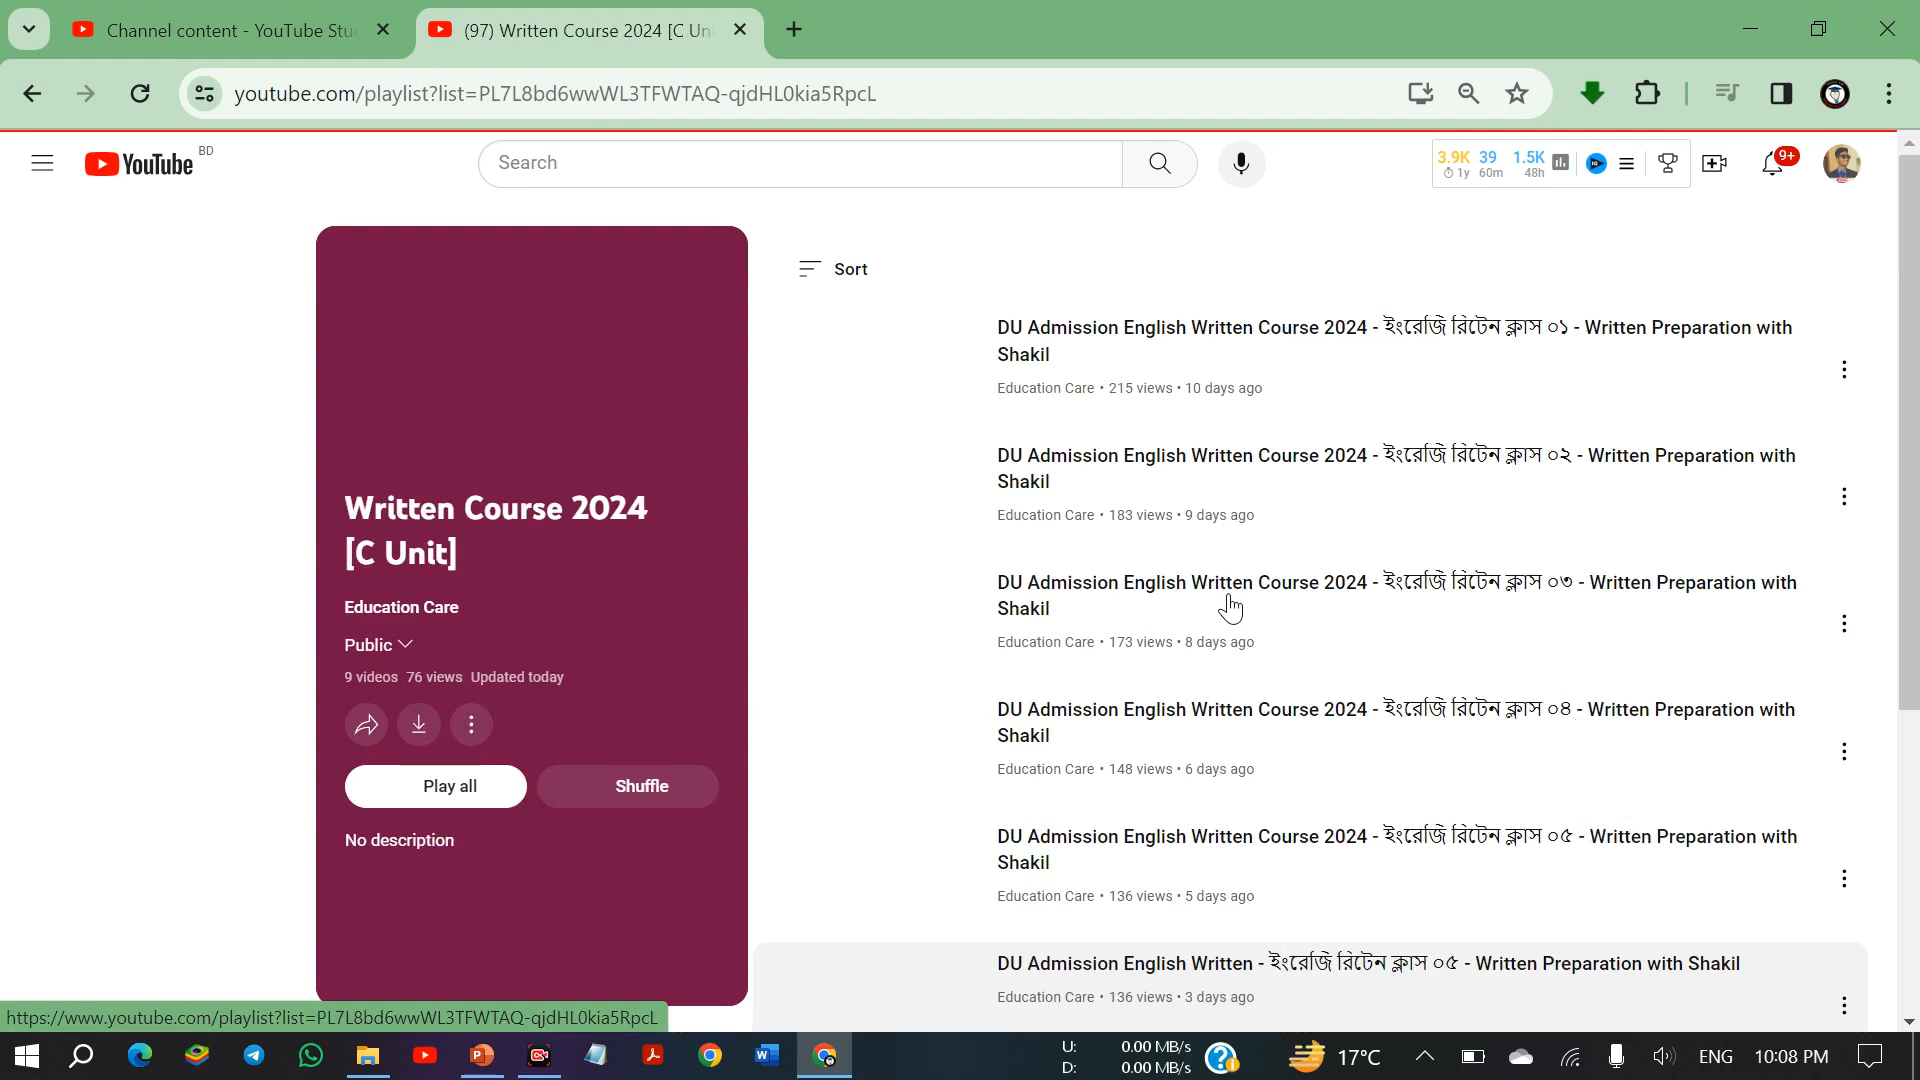 Channel content - YouTube Stu
(97) Written Course 2024 [C Un
youtube.com/playlist?list=PL7L8bd6wwWL3TFWTAQ-qjdHL0kia5RpcL
YouTube BD
Search
3.9K 39 1.5K
1y 60m 48h
9+
Sort
DU Admission English Written Course 2024 - ইংরেজি রিটেন ক্লাস ০১ - Written Preparation with
Shakil
Education Care • 215 views • 10 days ago
DU Admission English Written Course 2024 - ইংরেজি রিটেন ক্লাস ০২ - Written Preparation with
Shakil
Education Care • 183 views • 9 days ago
DU Admission English Written Course 2024 - ইংরেজি রিটেন ক্লাস ০৩ - Written Preparation with
Shakil
Education Care • 173 views • 8 days ago
DU Admission English Written Course 2024 - ইংরেজি রিটেন ক্লাস ০৪ - Written Preparation with
Shakil
Education Care • 148 views • 6 days ago
DU Admission English Written Course 2024 - ইংরেজি রিটেন ক্লাস ০৫ - Written Preparation with
Shakil
Education Care • 136 views • 5 days ago
DU Admission English Written - ইংরেজি রিটেন ক্লাস ০৫ - Written Preparation with Shakil
Education Care • 136 views • 3 days ago
Written Course 2024
[C Unit]
Education Care
Public
9 videos 76 views Updated today
Play all
Shuffle
No description
https://www.youtube.com/playlist?list=PL7L8bd6wwWL3TFWTAQ-qjdHL0kia5RpcL
U: 0.00 MB/s
D: 0.00 MB/s
17°C
ENG
10:08 PM